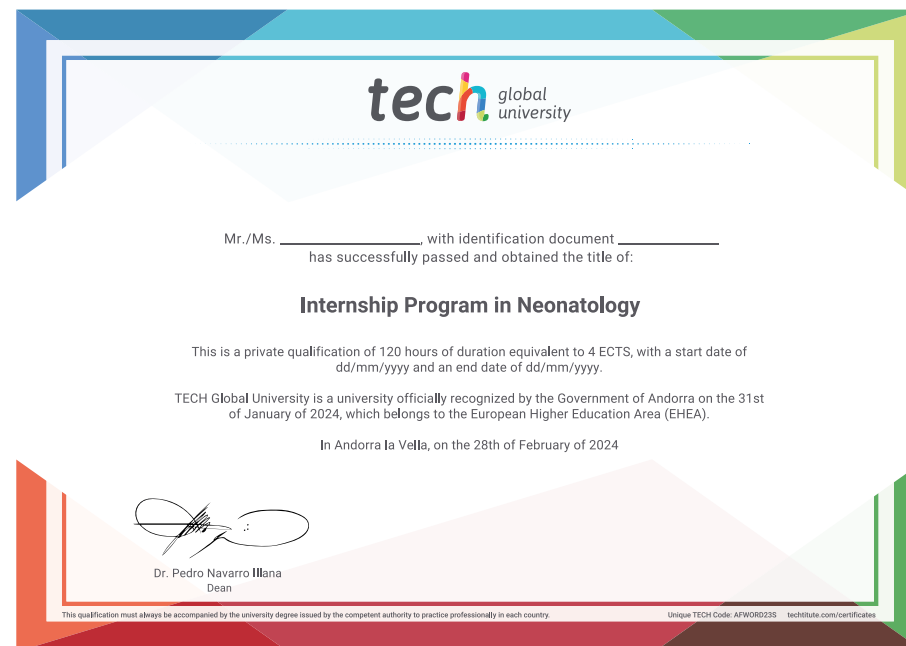 tech global university
Mr./Ms. ____________________, with identification document ______________
has successfully passed and obtained the title of:
Internship Program in Neonatology
This is a private qualification of 120 hours of duration equivalent to 4 ECTS, with a start date of
dd/mm/yyyy and an end date of dd/mm/yyyy.
TECH Global University is a university officially recognized by the Government of Andorra on the 31st
of January of 2024, which belongs to the European Higher Education Area (EHEA).
In Andorra la Vella, on the 28th of February of 2024
Dr. Pedro Navarro Illana
Dean
This qualification must always be accompanied by the university degree issued by the competent authority to practice professionally in each country. Unique TECH Code: AFWORD23S techtitute.com/certificates